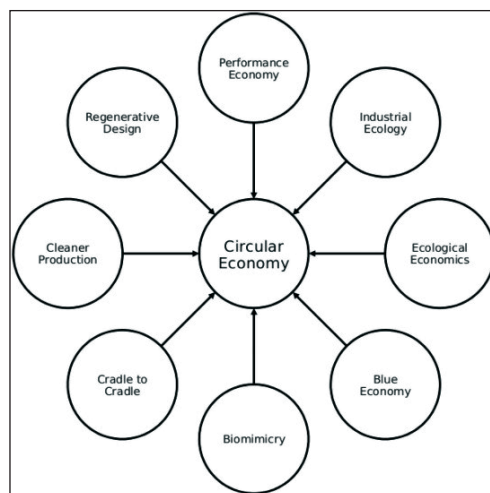 Performance
Economy
Regenerative
Design
Industrial
Ecology
Cleaner
Production
Circular
Economy
Ecological
Economics
Cradle to
Cradle
Blue
Economy
Biomimicry